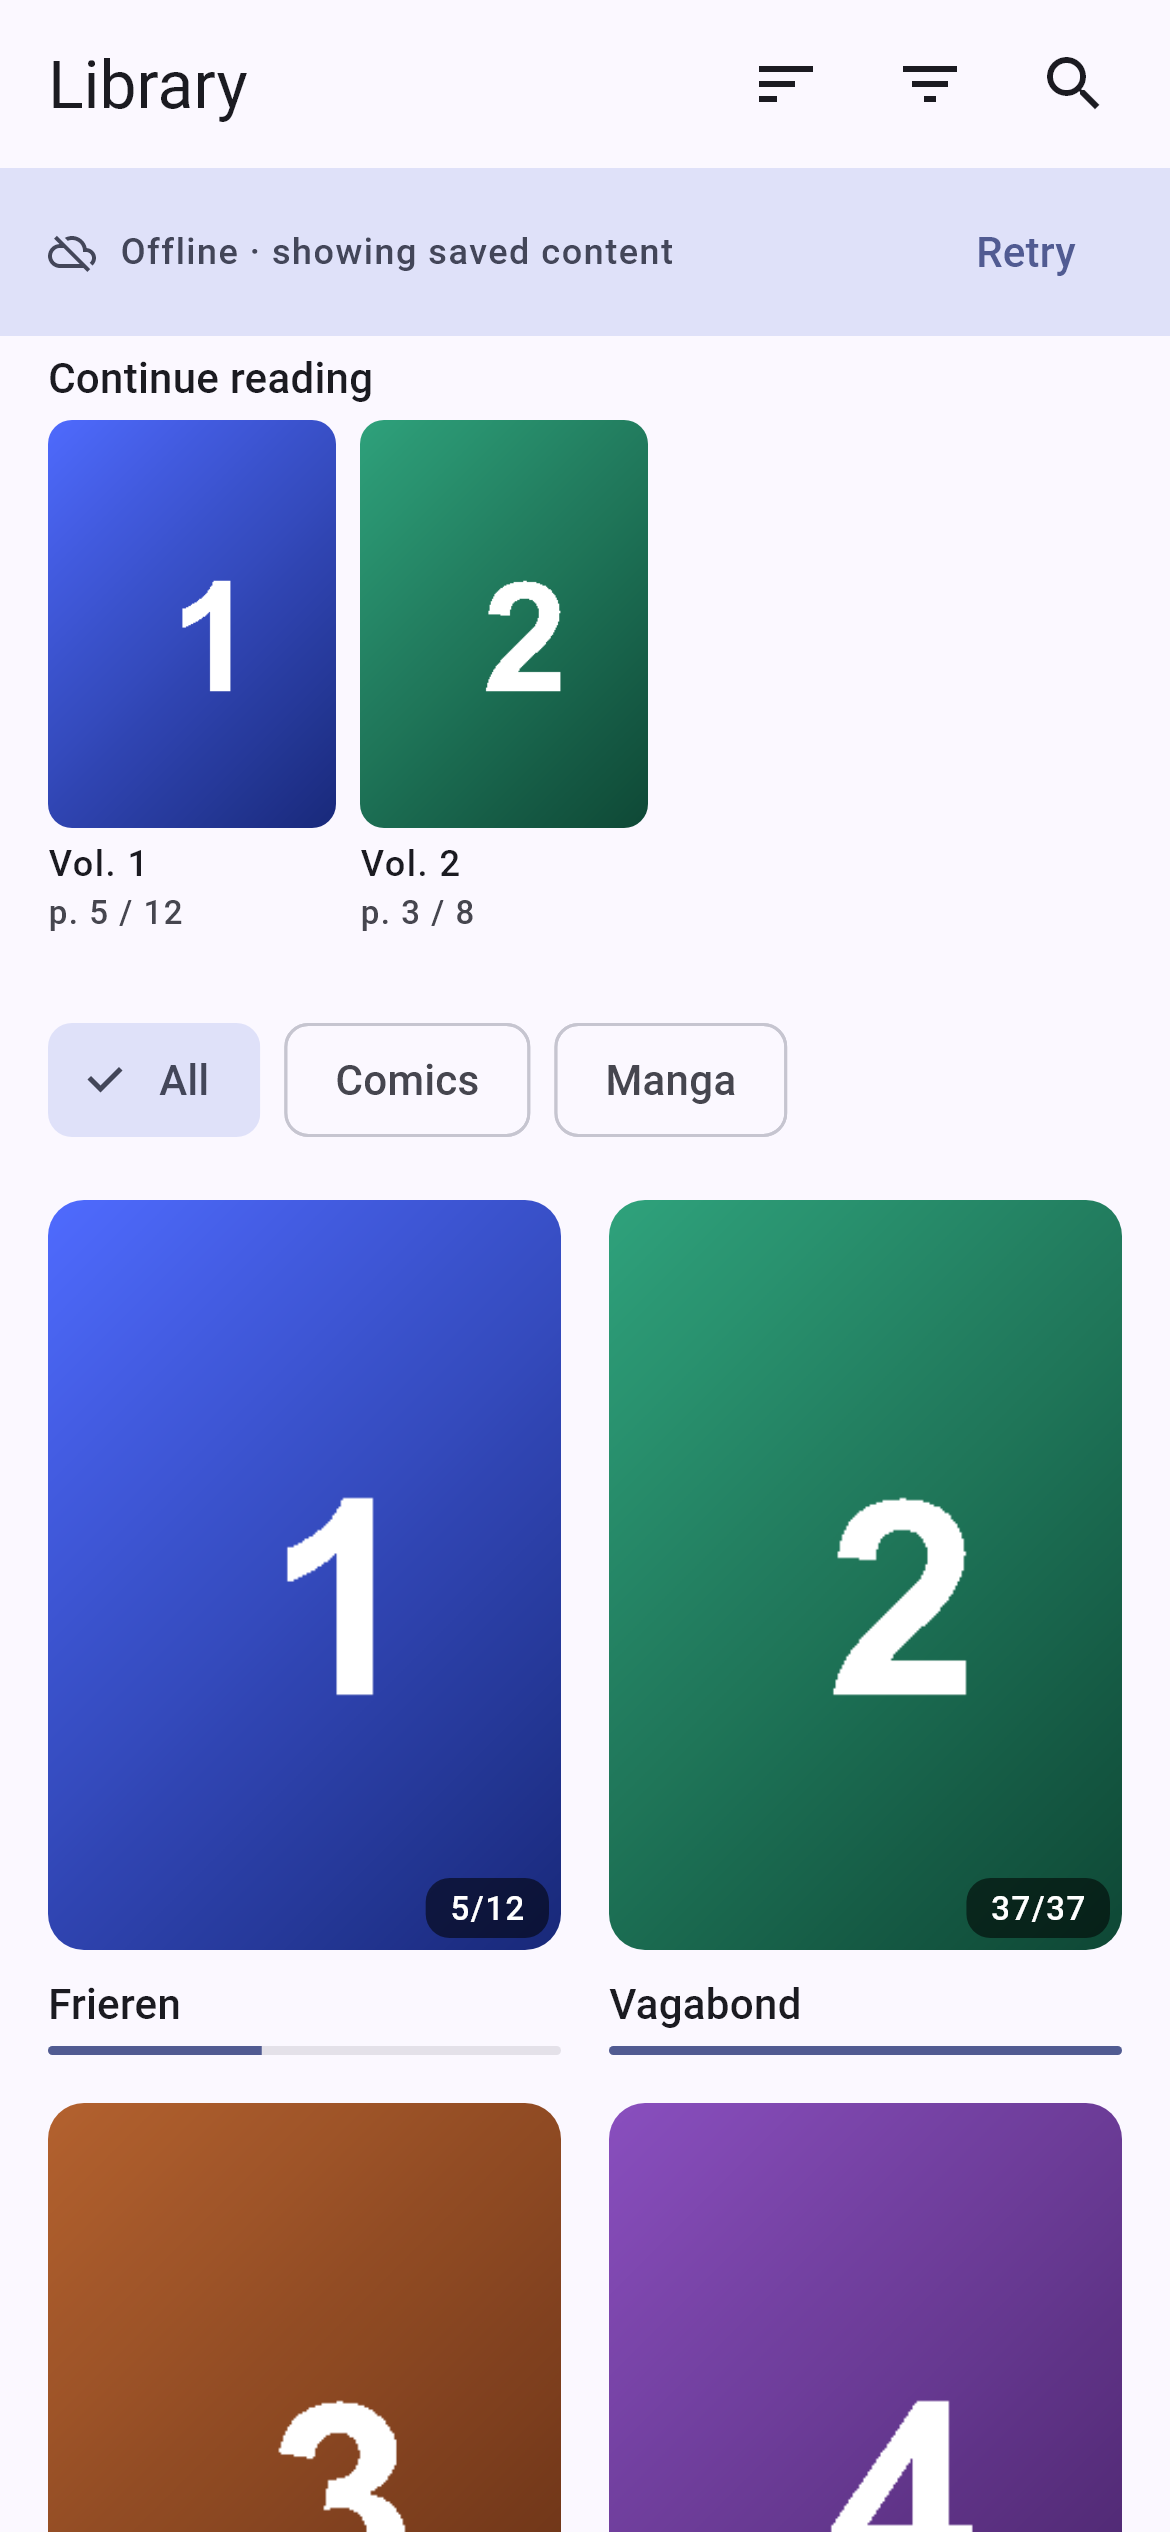 Library
Offline · showing saved content
Retry
Continue reading
1
2
Vol. 1
Vol. 2
p. 5 / 12
p. 3 / 8
All
Comics
Manga
1
2
5/12
37/37
Frieren
Vagabond
3
4